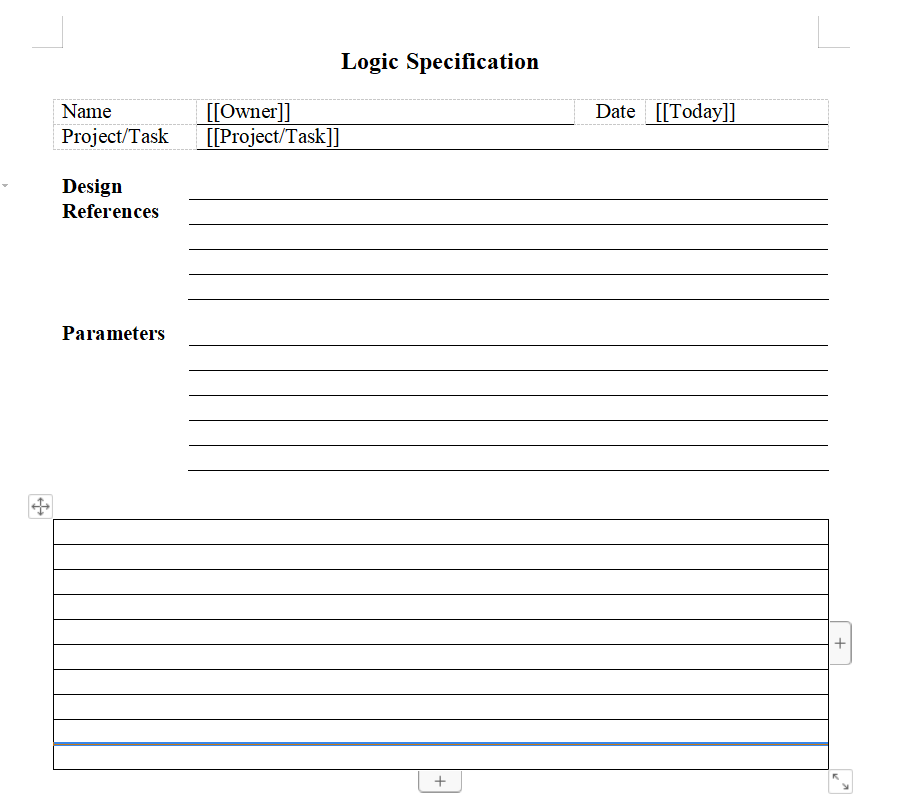 Logic Specification
Name [[Owner]] Date [[Today]]
Project/Task [[Project/Task]]
Design
References
Parameters